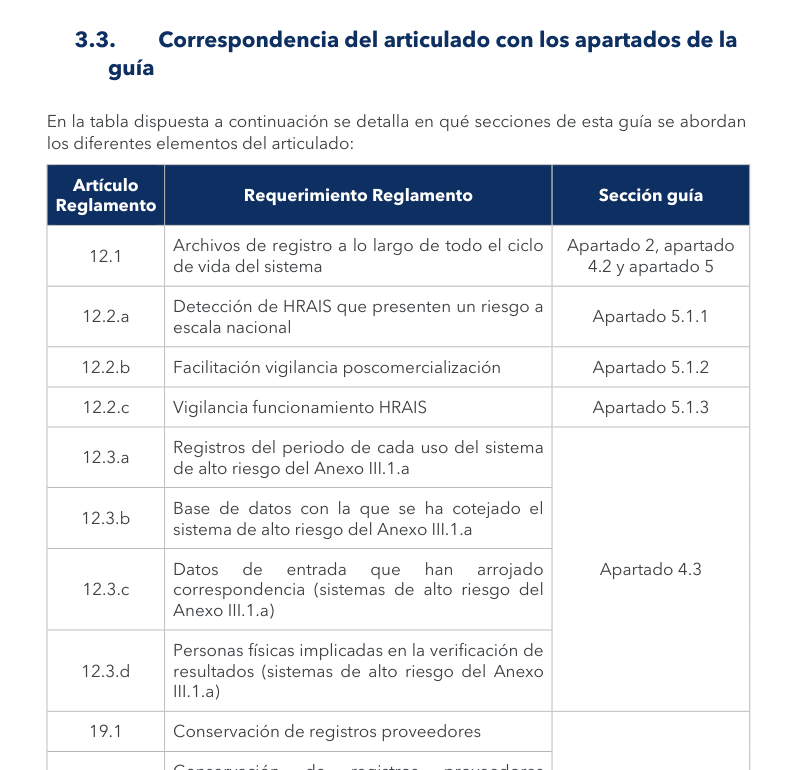 3.3. Correspondencia del articulado con los apartados de la
guía
En la tabla dispuesta a continuación se detalla en qué secciones de esta guía se abordan
los diferentes elementos del articulado:
Artículo
Reglamento
Requerimiento Reglamento
Sección guía
12.1
Archivos de registro a lo largo de todo el ciclo
de vida del sistema
Apartado 2, apartado
4.2 y apartado 5
12.2.a
Detección de HRAIS que presenten un riesgo a
escala nacional
Apartado 5.1.1
12.2.b
Facilitación vigilancia poscomercialización
Apartado 5.1.2
12.2.c
Vigilancia funcionamiento HRAIS
Apartado 5.1.3
12.3.a
Registros del periodo de cada uso del sistema
de alto riesgo del Anexo III.1.a
12.3.b
Base de datos con la que se ha cotejado el
sistema de alto riesgo del Anexo III.1.a
12.3.c
Datos de entrada que han arrojado
correspondencia (sistemas de alto riesgo del
Anexo III.1.a)
Apartado 4.3
12.3.d
Personas físicas implicadas en la verificación de
resultados (sistemas de alto riesgo del Anexo
III.1.a)
19.1
Conservación de registros proveedores
Conservación de registros proveedores